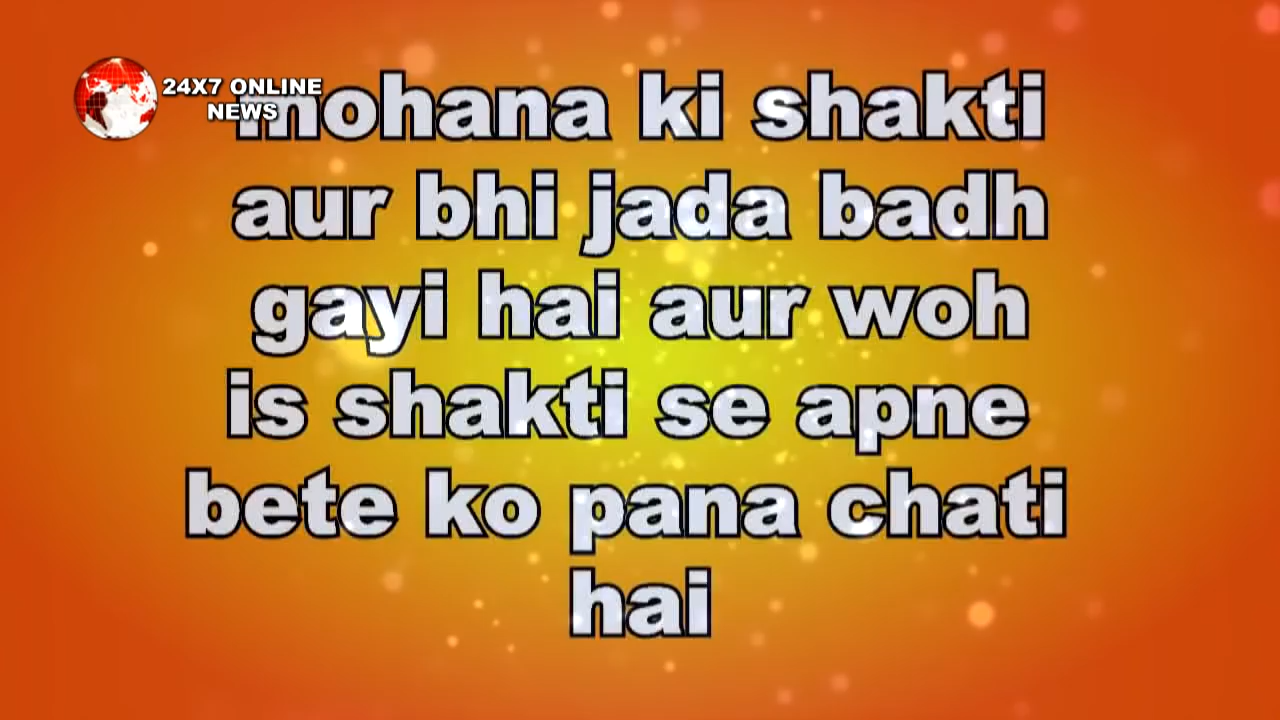 24X7 ONLINE
NEWS
mohana ki shakti
aur bhi jada badh
gayi hai aur woh
is shakti se apne
bete ko pana chati
hai